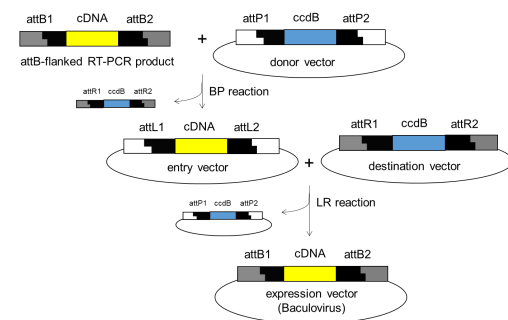 attB1 cDNA attB2
attB-flanked RT-PCR product
+
attP1 ccdB attP2
donor vector
BP reaction
attR1 ccdB attR2
attL1 cDNA attL2
entry vector
+
attR1 ccdB attR2
destination vector
LR reaction
attP1 ccdB attP2
attB1 cDNA attB2
expression vector
(Baculovirus)